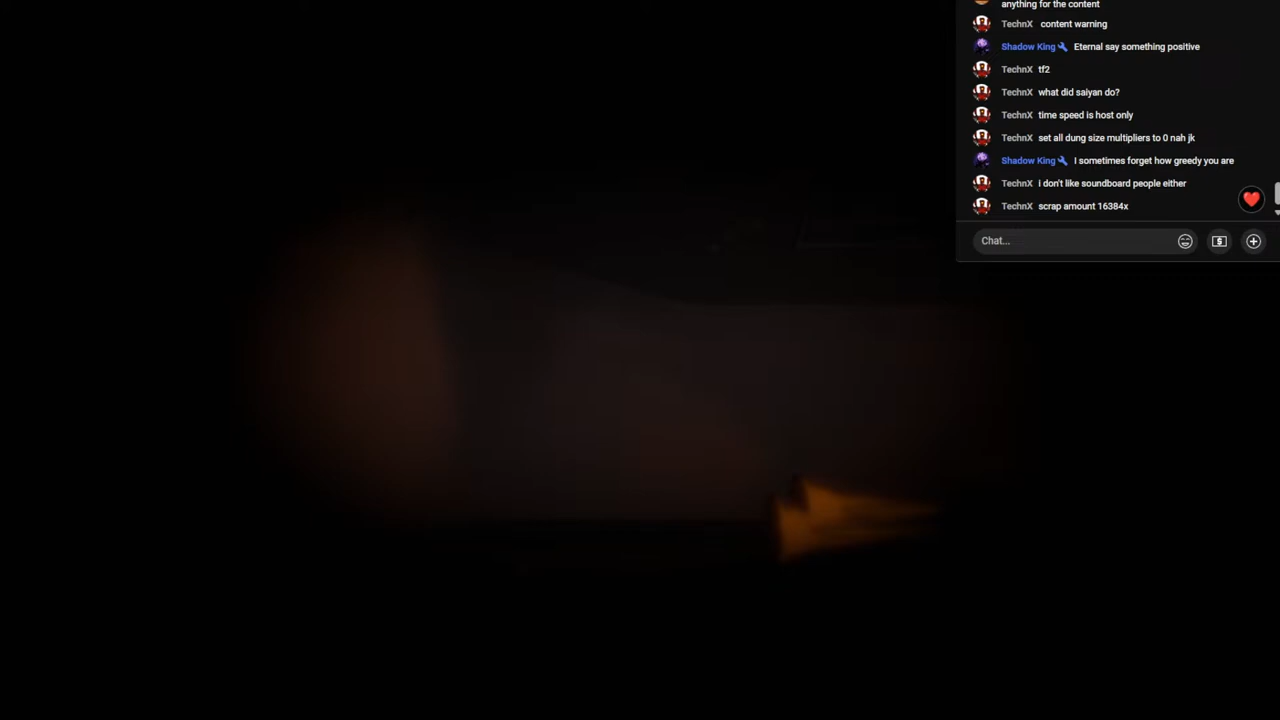 anything for the content
TechnX content warning
Shadow King Eternal say something positive
TechnX tf2
TechnX what did saiyan do?
TechnX time speed is host only
TechnX set all dung size multipliers to 0 nah jk
Shadow King I sometimes forget how greedy you are
TechnX i don't like soundboard people either
TechnX scrap amount 16384x
Chat...